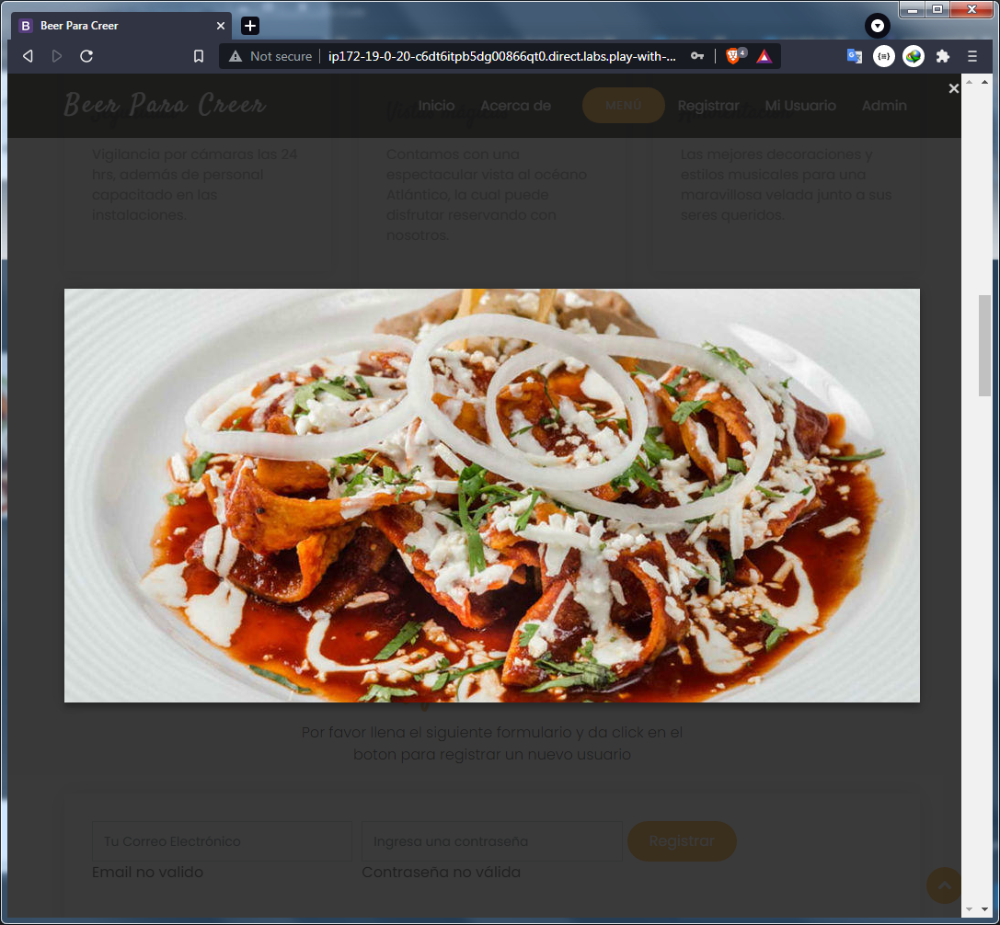 Beer Para Creer
Not secure
ip172-19-0-20-c6dt6itpb5dg00866qt0.direct.labs.play-with-...
4
Beer Para Creer
Inicio
Acerca de
MENÚ
Registrar
Mi Usuario
Admin
Vigilancia por cámaras las 24
hrs, además de personal
capacitado en las
instalaciones.
Contamos con una
espectacular vista al océano
Atlántico, la cual puede
disfrutar reservando con
nosotros.
Las mejores decoraciones y
estilos musicales para una
maravillosa velada junto a sus
seres queridos.
Por favor llena el siguiente formulario y da click en el
boton para registrar un nuevo usuario
Tu Correo Electrónico
Ingresa una contraseña
Registrar
Email no valido
Contraseña no válida